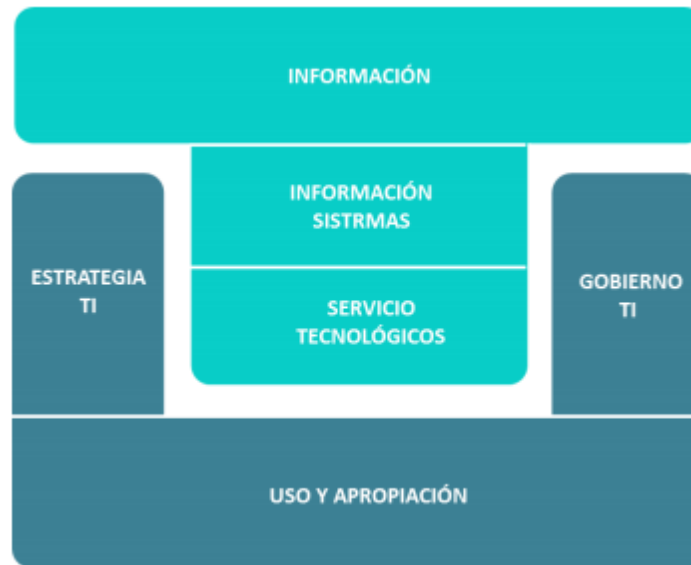 INFORMACIÓN
INFORMACIÓN
SISTRMAS
ESTRATEGIA
TI
GOBIERNO
TI
SERVICIO
TECNOLÓGICOS
USO Y APROPIACIÓN